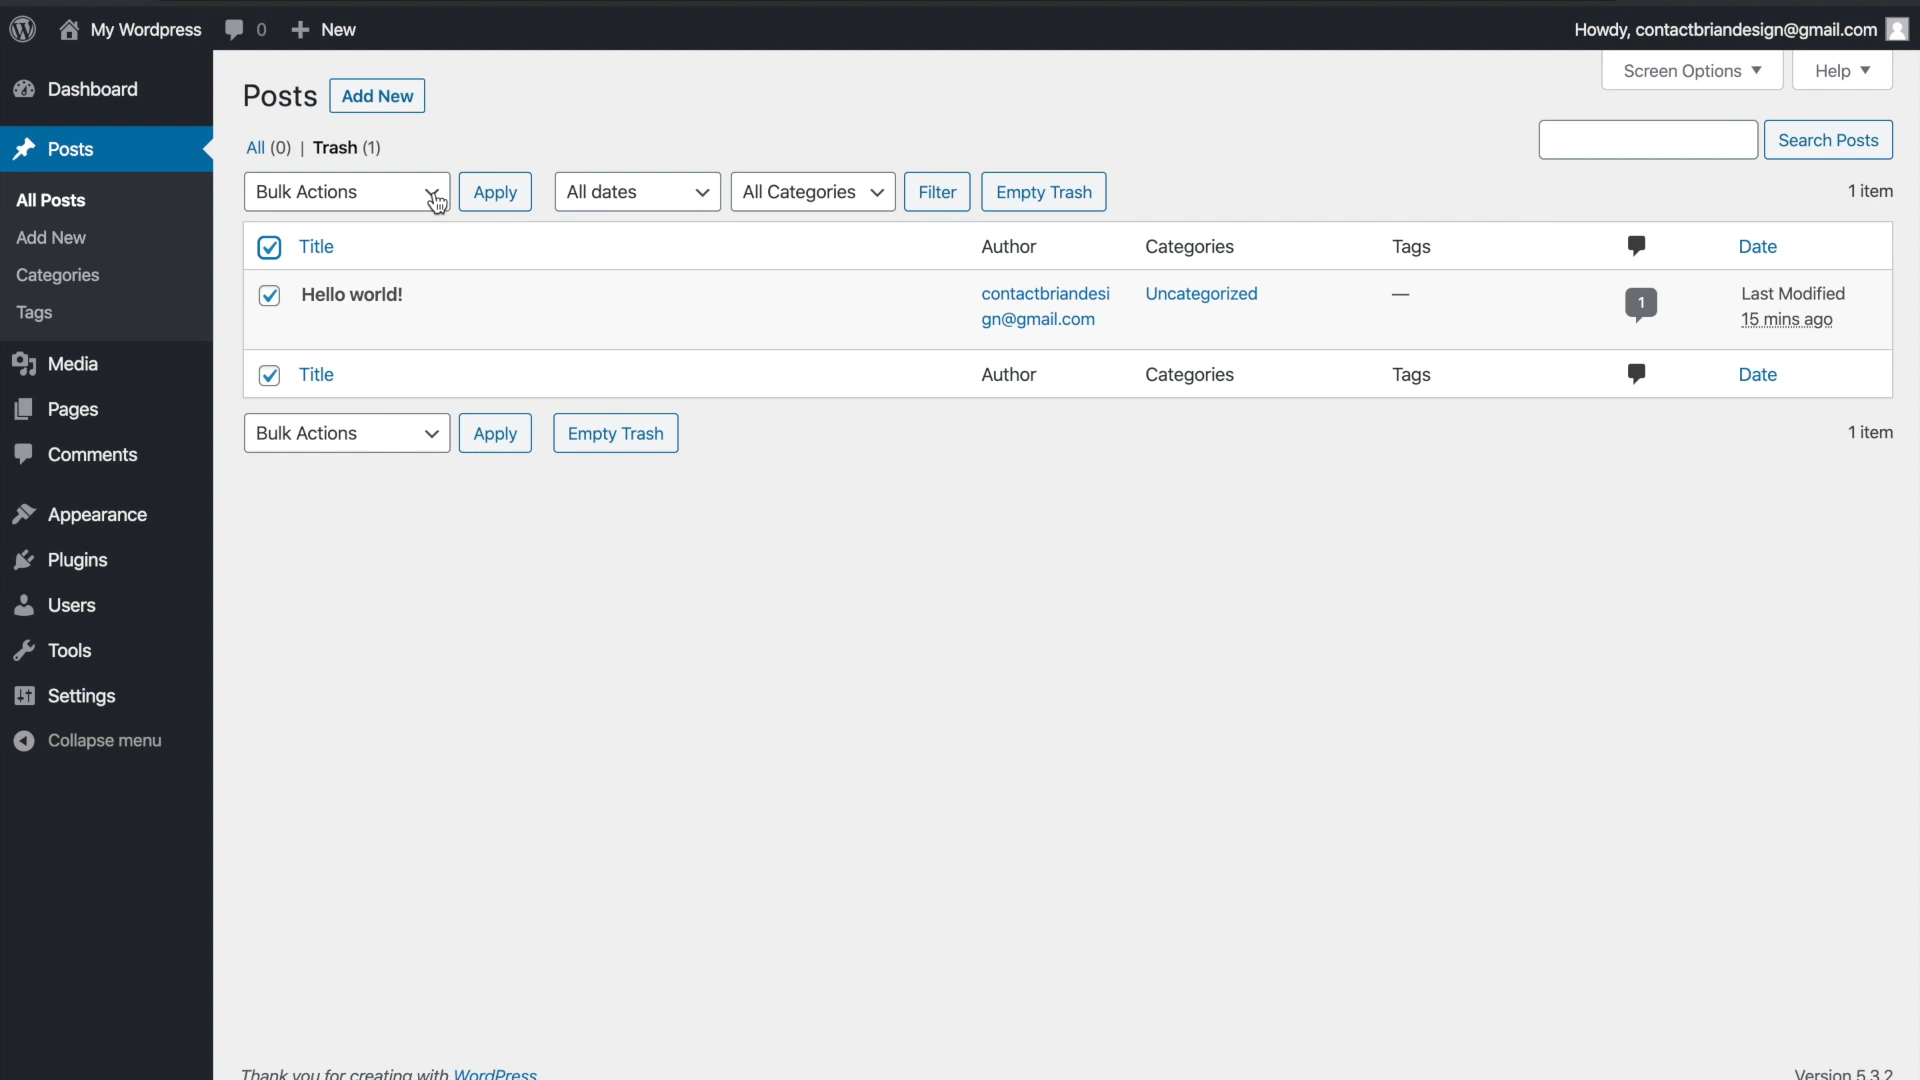 My Wordpress 0 New Howdy, contactbriandesign@gmail.com
Dashboard
Posts
All Posts
Add New
Categories
Tags
Media
Pages
Comments
Appearance
Plugins
Users
Tools
Settings
Collapse menu
Screen Options Help
Posts Add New
All (0) | Trash (1)
Search Posts
Bulk Actions Apply All dates All Categories Filter Empty Trash 1 item
Title Author Categories Tags Date
Hello world! contactbriandesi Uncategorized — 1 Last Modified
gn@gmail.com 15 mins ago
Title Author Categories Tags Date
Bulk Actions Apply Empty Trash 1 item
Thank you for creating with WordPress Version 5.3.2